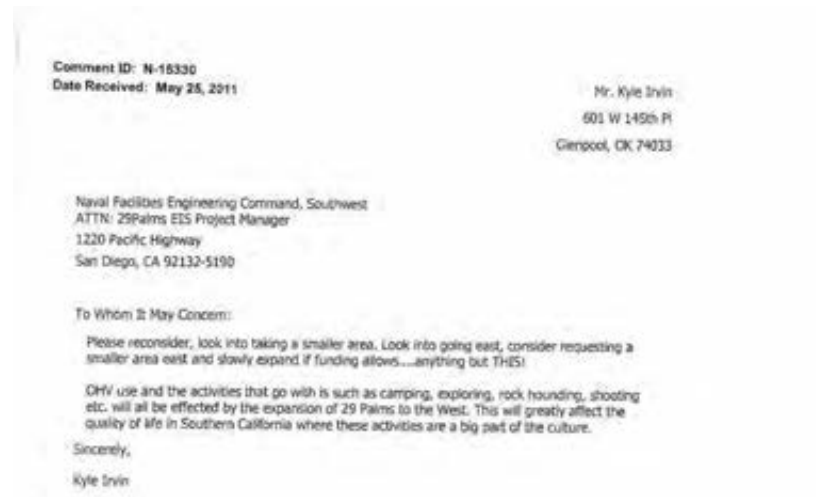 Comment ID: N-15330
Date Received: May 25, 2011
Mr. Kyle Irvin
601 W 145th Pl
Glenpool, OK 74033
Naval Facilities Engineering Command, Southwest
ATTN: 29Palms EIS Project Manager
1220 Pacific Highway
San Diego, CA 92132-5190
To Whom It May Concern:
Please reconsider, look into taking a smaller area. Look into going east, consider requesting a
smaller area east and slowly expand if funding allows....anything but THIS!
OHV use and the activities that go with is such as camping, exploring, rock hounding, shooting
etc. will all be effected by the expansion of 29 Palms to the West. This will greatly affect the
quality of life in Southern California where these activities are a big part of the culture.
Sincerely,
Kyle Irvin